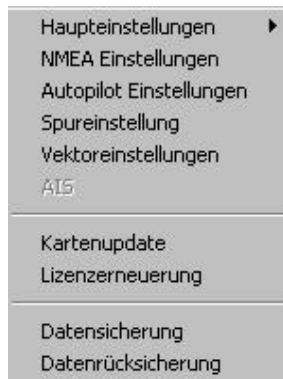 Haupteinstellungen
NMEA Einstellungen
Autopilot Einstellungen
Spureinstellung
Vektoreinstellungen
AIS
Kartenupdate
Lizenzerneuerung
Datensicherung
Datenrücksicherung